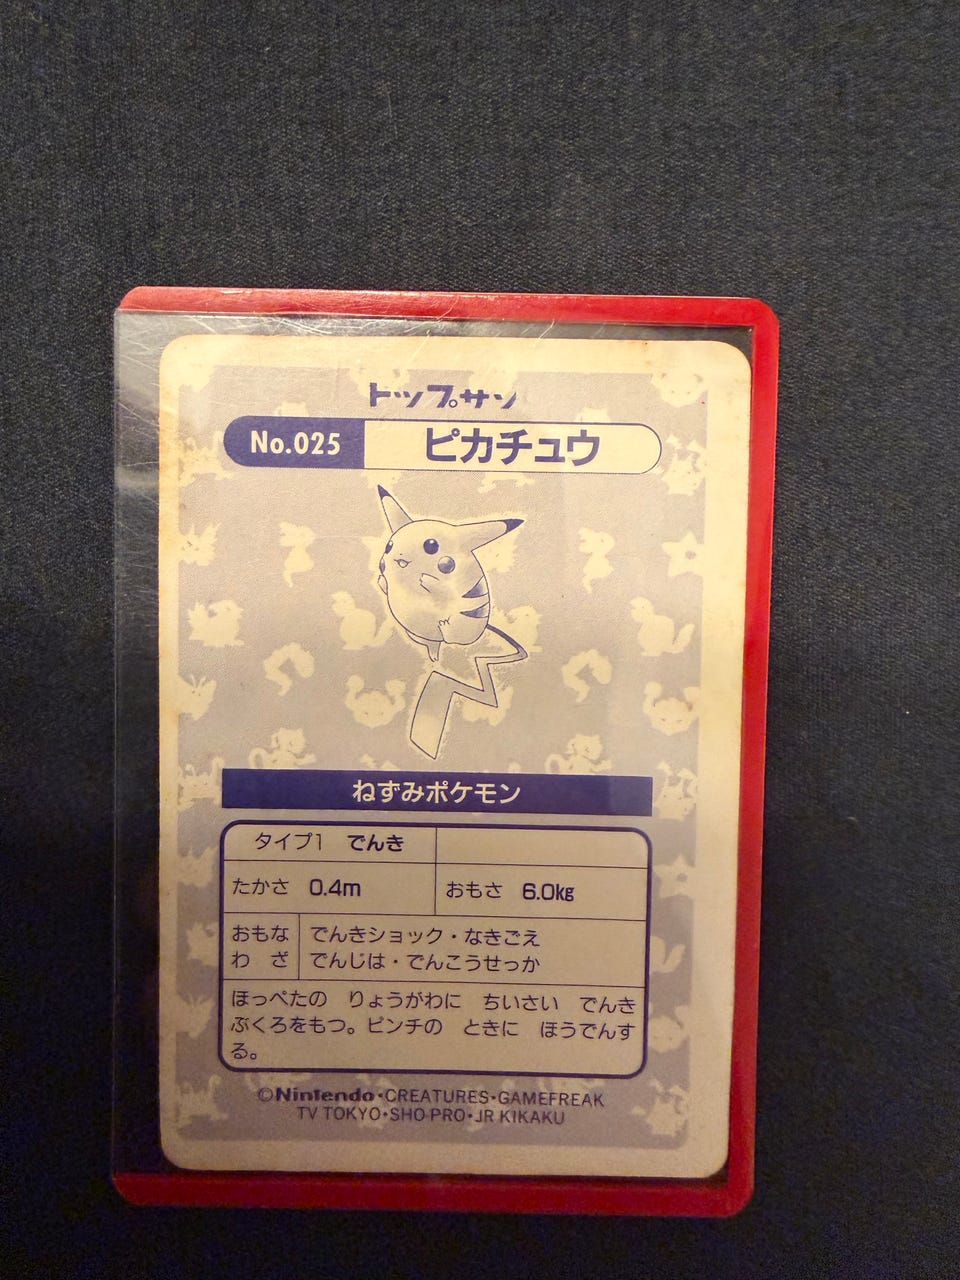 トップサン
No.025 ピカチュウ
ねずみポケモン
タイプ1 でんき
たかさ 0.4m おもさ 6.0kg
おもな でんきショック・なきごえ
わざ でんじは・でんこうせっか
ほっぺたの りょうがわに ちいさい でんき
ぶくろをもつ。ピンチの ときに ほうでんす
る。
©Nintendo・CREATURES・GAMEFREAK
TV TOKYO・SHO-PRO・JR KIKAKU